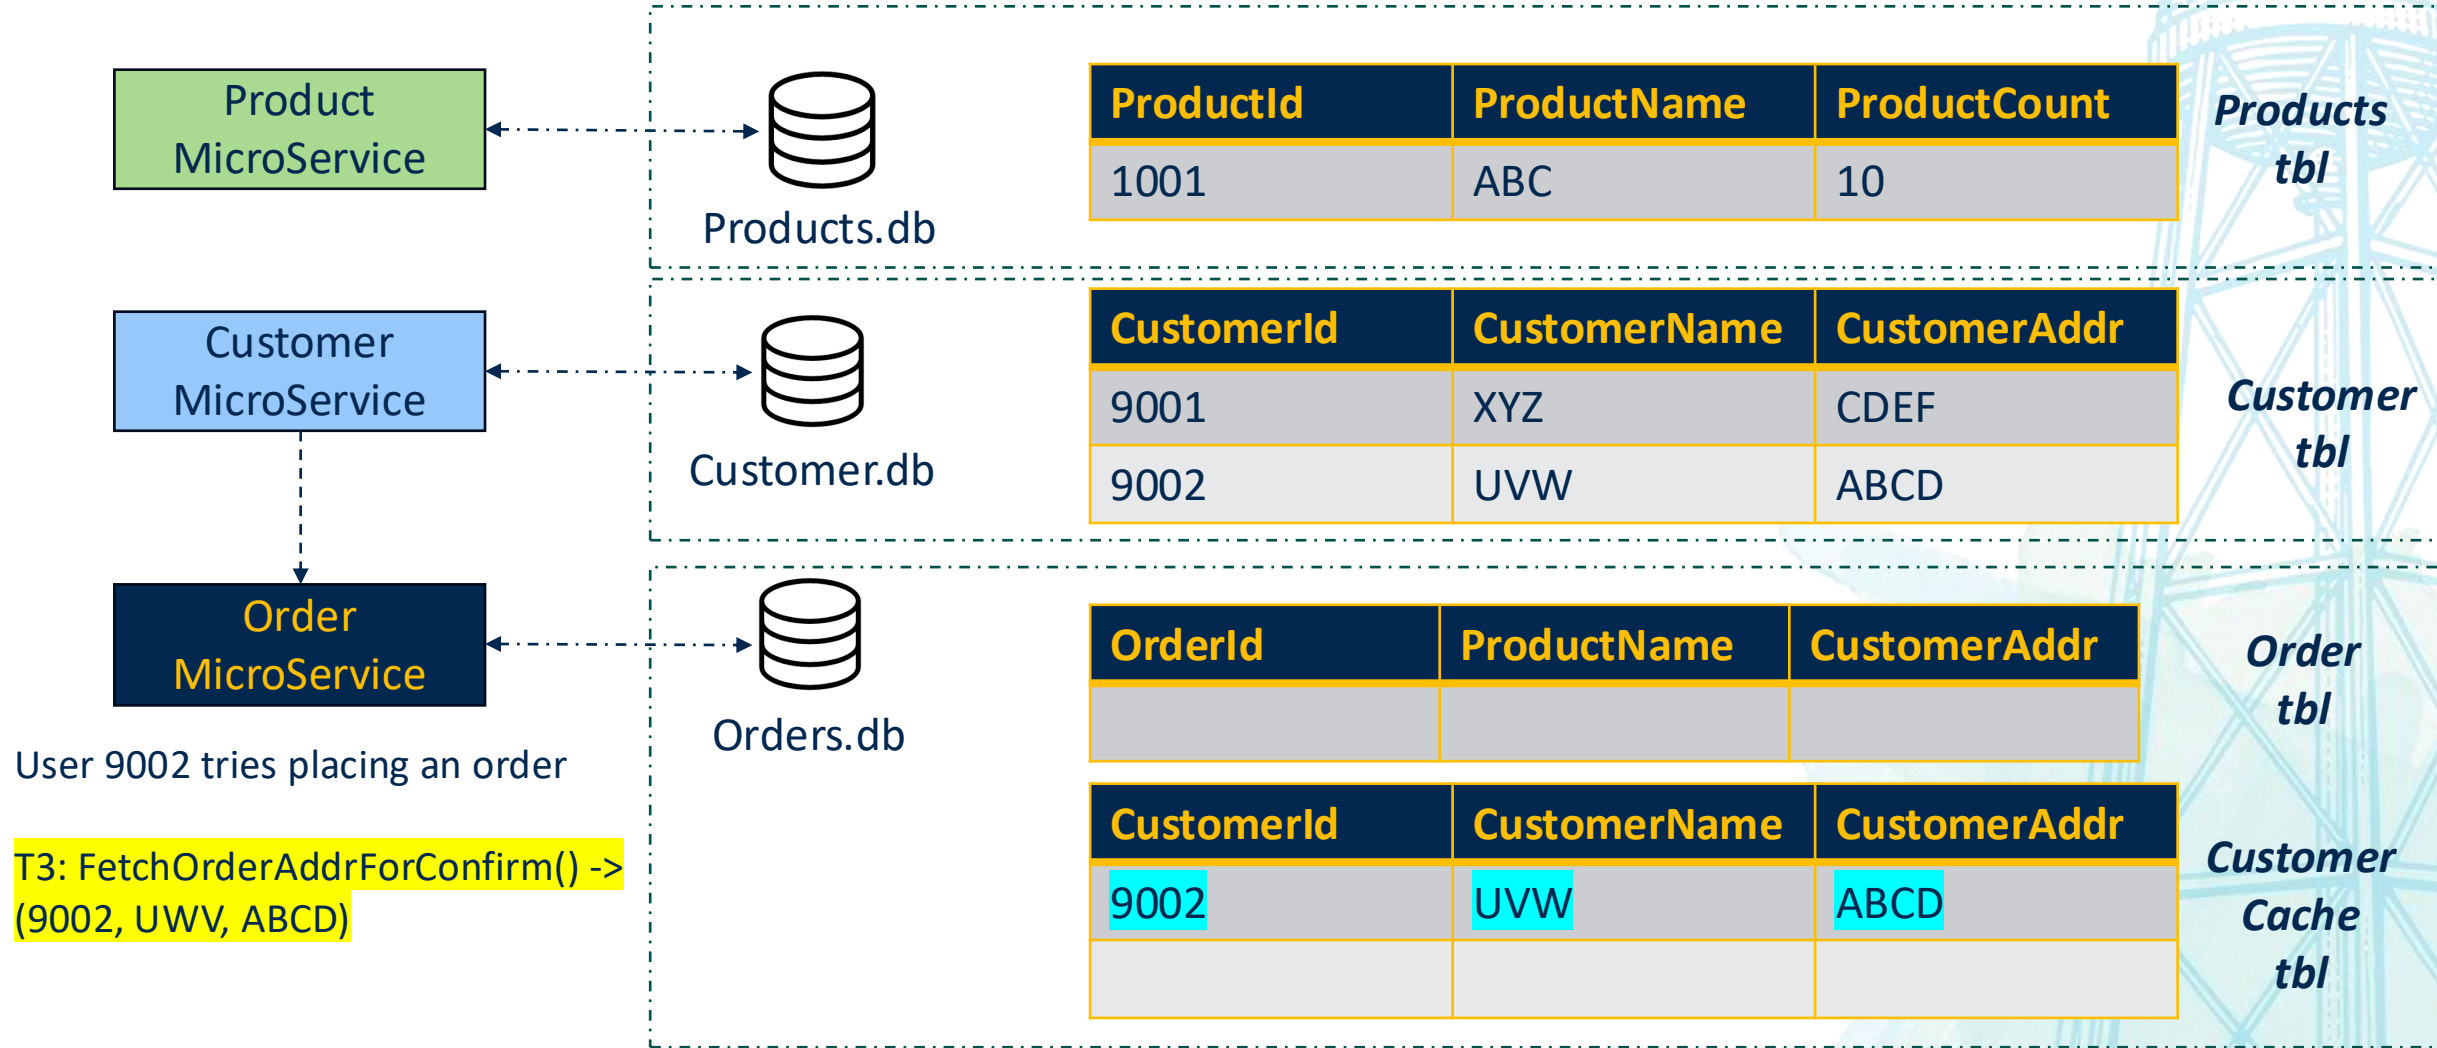 Product
MicroService
Products.db
ProductId ProductName ProductCount
1001 ABC 10
Products
tbl
Customer
MicroService
Customer.db
CustomerId CustomerName CustomerAddr
9001 XYZ CDEF
9002 UVW ABCD
Customer
tbl
Order
MicroService
Orders.db
OrderId ProductName CustomerAddr
Order
tbl
User 9002 tries placing an order
T3: FetchOrderAddrForConfirm() ->
(9002, UWV, ABCD)
CustomerId CustomerName CustomerAddr
9002 UVW ABCD
Customer
Cache
tbl